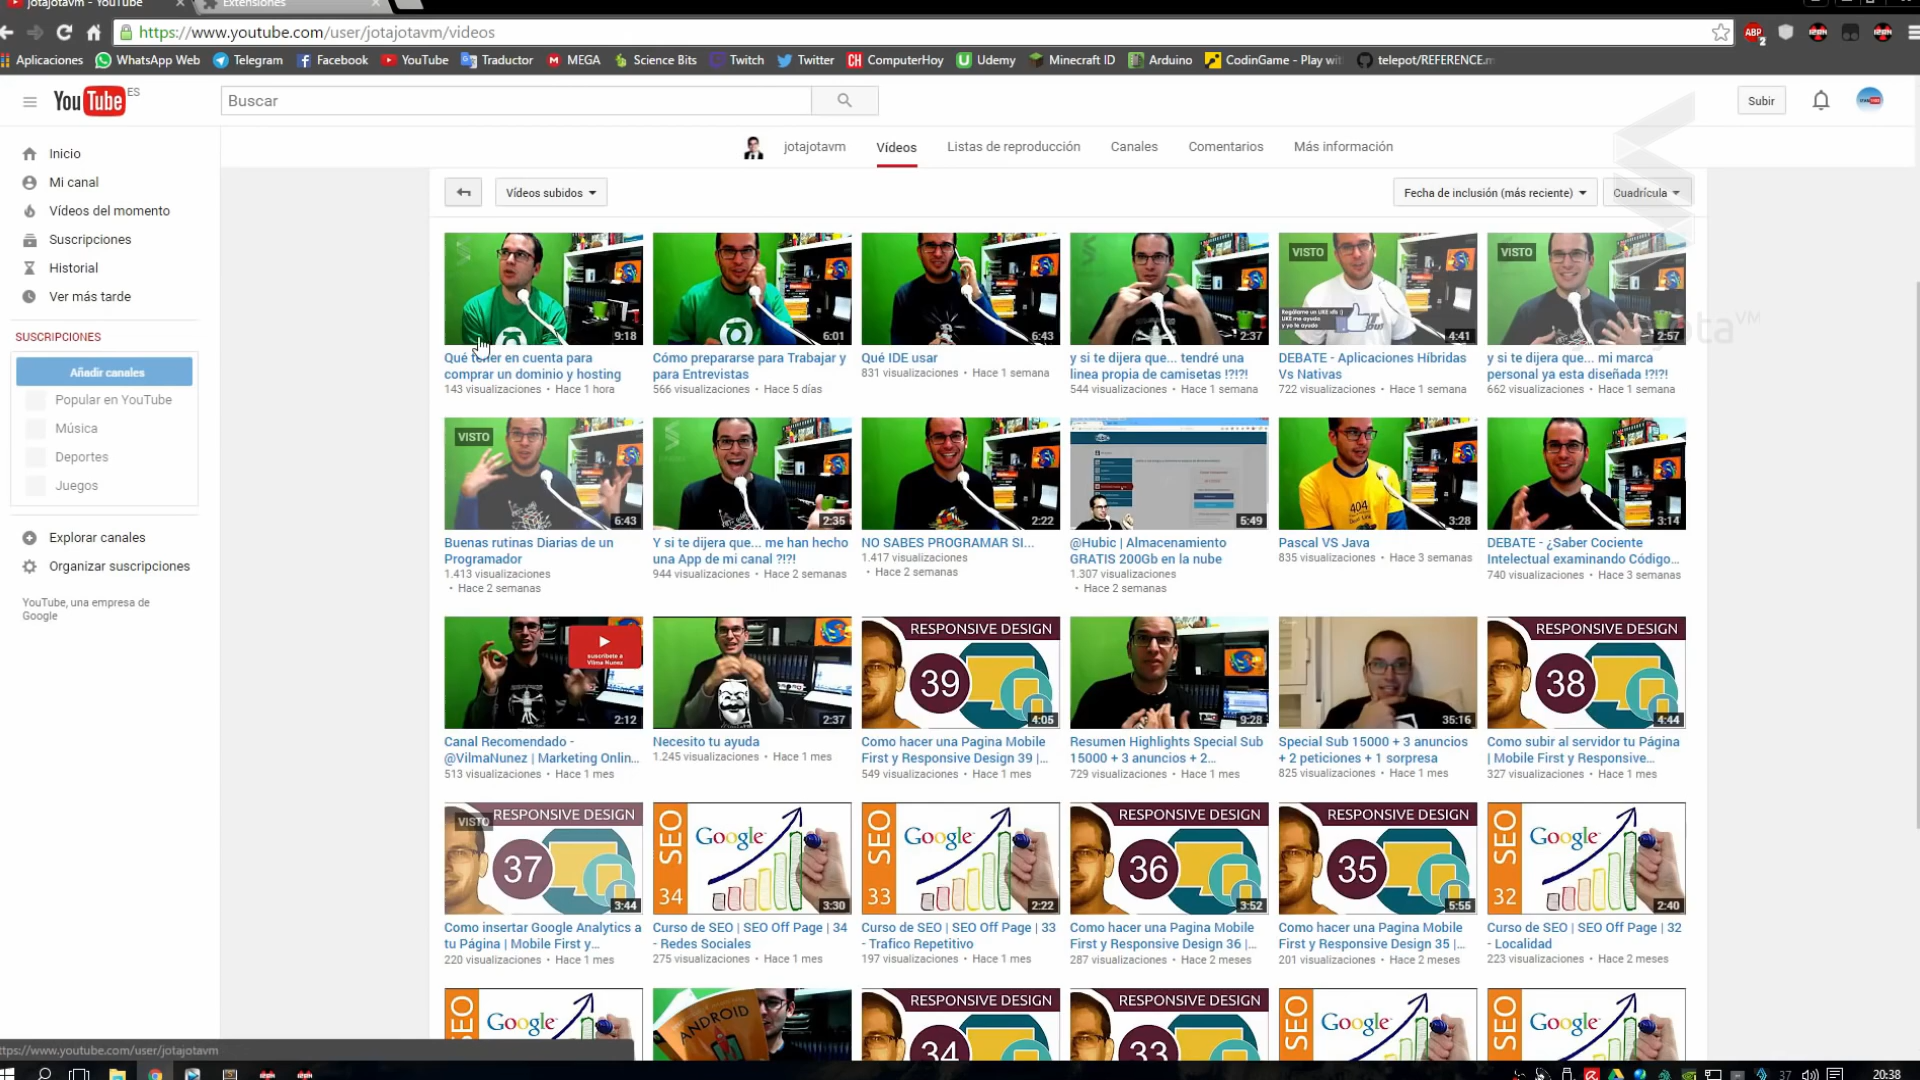 jotajotavm - YouTube
Extensiones
https://www.youtube.com/user/jotajotavm/videos
Aplicaciones WhatsApp Web Telegram Facebook YouTube Traductor MEGA Science Bits Twitch Twitter ComputerHoy Udemy Minecraft ID Arduino CodinGame - Play wit telepot/REFERENCE.m
YouTube ES
Buscar
Subir
jotajotavm Vídeos Listas de reproducción Canales Comentarios Más información
Inicio
Mi canal
Vídeos del momento
Suscripciones
Historial
Ver más tarde
SUSCRIPCIONES
Añadir canales
Popular en YouTube
Música
Deportes
Juegos
Explorar canales
Organizar suscripciones
YouTube, una empresa de
Google
Vídeos subidos
Fecha de inclusión (más reciente)
Cuadrícula
9:18
Qué tener en cuenta para
comprar un dominio y hosting
143 visualizaciones • Hace 1 hora
6:01
Cómo prepararse para Trabajar y
para Entrevistas
566 visualizaciones • Hace 5 días
6:43
Qué IDE usar
831 visualizaciones • Hace 1 semana
2:37
y si te dijera que... tendré una
linea propia de camisetas !?!?!
544 visualizaciones • Hace 1 semana
VISTO
4:41
DEBATE - Aplicaciones Híbridas
Vs Nativas
722 visualizaciones • Hace 1 semana
VISTO
2:57
y si te dijera que... mi marca
personal ya esta diseñada !?!?!
662 visualizaciones • Hace 1 semana
VISTO
6:43
Buenas rutinas Diarias de un
Programador
1.413 visualizaciones
• Hace 2 semanas
2:35
Y si te dijera que... me han hecho
una App de mi canal ?!?!
944 visualizaciones • Hace 2 semanas
2:22
NO SABES PROGRAMAR SI...
1.417 visualizaciones
• Hace 2 semanas
5:49
@Hubic | Almacenamiento
GRATIS 200Gb en la nube
1.307 visualizaciones
• Hace 2 semanas
404
3:28
Pascal VS Java
835 visualizaciones • Hace 3 semanas
3:14
DEBATE - ¿Saber Cociente
Intelectual examinando Código...
740 visualizaciones • Hace 3 semanas
suscribete a
Vilma Nunez
2:12
Canal Recomendado -
@VilmaNunez | Marketing Onlin...
513 visualizaciones • Hace 1 mes
2:37
Necesito tu ayuda
1.245 visualizaciones • Hace 1 mes
RESPONSIVE DESIGN
39
4:05
Como hacer una Pagina Mobile
First y Responsive Design 39 |...
549 visualizaciones • Hace 1 mes
9:28
Resumen Highlights Special Sub
15000 + 3 anuncios + 2...
729 visualizaciones • Hace 1 mes
35:16
Special Sub 15000 + 3 anuncios
+ 2 peticiones + 1 sorpresa
825 visualizaciones • Hace 1 mes
RESPONSIVE DESIGN
38
4:44
Como subir al servidor tu Página
| Mobile First y Responsive...
327 visualizaciones • Hace 1 mes
VISTO
RESPONSIVE DESIGN
37
3:44
Como insertar Google Analytics a
tu Página | Mobile First y...
220 visualizaciones • Hace 1 mes
SEO
Google
34
3:30
Curso de SEO | SEO Off Page | 34
- Redes Sociales
275 visualizaciones • Hace 1 mes
SEO
Google
33
2:22
Curso de SEO | SEO Off Page | 33
- Trafico Repetitivo
197 visualizaciones • Hace 1 mes
RESPONSIVE DESIGN
36
3:52
Como hacer una Pagina Mobile
First y Responsive Design 36 |...
287 visualizaciones • Hace 2 meses
RESPONSIVE DESIGN
35
5:55
Como hacer una Pagina Mobile
First y Responsive Design 35 |...
201 visualizaciones • Hace 2 meses
SEO
Google
32
2:40
Curso de SEO | SEO Off Page | 32
- Localidad
223 visualizaciones • Hace 2 meses
SEO
Google
ANDROID
RESPONSIVE DESIGN
34
RESPONSIVE DESIGN
33
SEO
Google
SEO
Google
ttps://www.youtube.com/user/jotajotavm
37
20:38